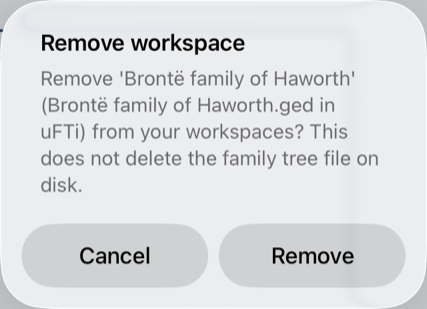 Remove workspace
Remove 'Brontë family of Haworth'
(Brontë family of Haworth.ged in
uFTi) from your workspaces? This
does not delete the family tree file on
disk.
Cancel
Remove